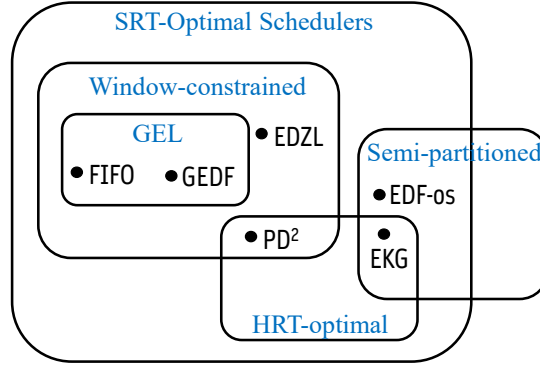 SRT-Optimal Schedulers
Window-constrained
GEL
EDZL
Semi-partitioned
FIFO
GEDF
EDF-os
PD²
EKG
HRT-optimal